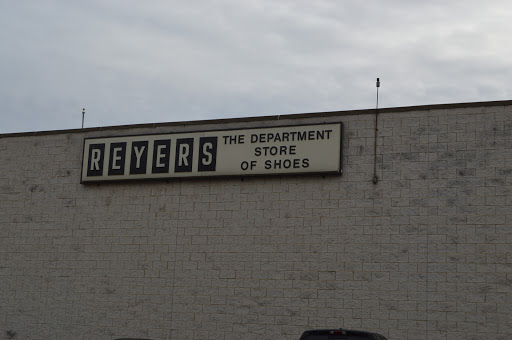 REYERS
THE DEPARTMENT
STORE
OF SHOES